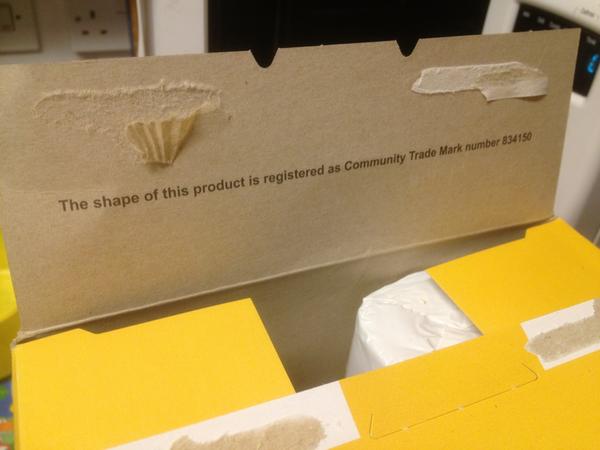 The shape of this product is registered as Community Trade Mark number 834150